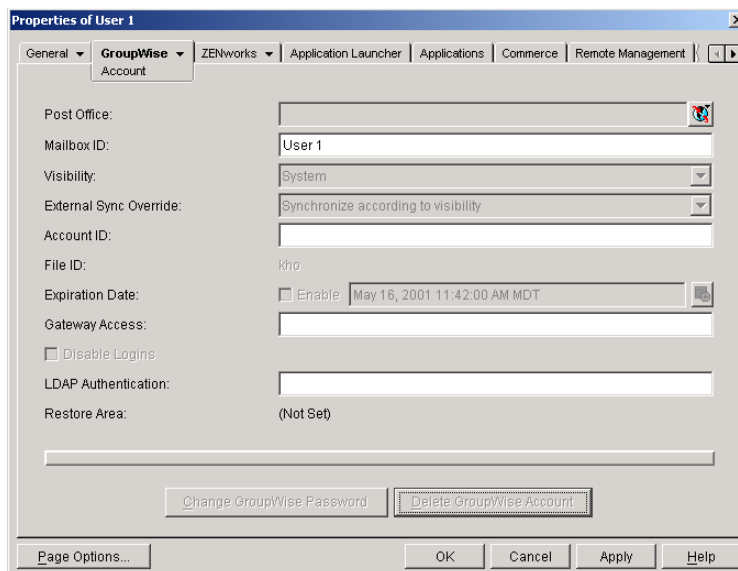 Properties of User 1
General GroupWise ZENworks Application Launcher Applications Commerce Remote Management
Account
Post Office:
Mailbox ID: User 1
Visibility: System
External Sync Override: Synchronize according to visibility
Account ID:
File ID: kho
Expiration Date: Enable May 16, 2001 11:42:00 AM MDT
Gateway Access:
Disable Logins
LDAP Authentication:
Restore Area: (Not Set)
Change GroupWise Password Delete GroupWise Account
Page Options... OK Cancel Apply Help